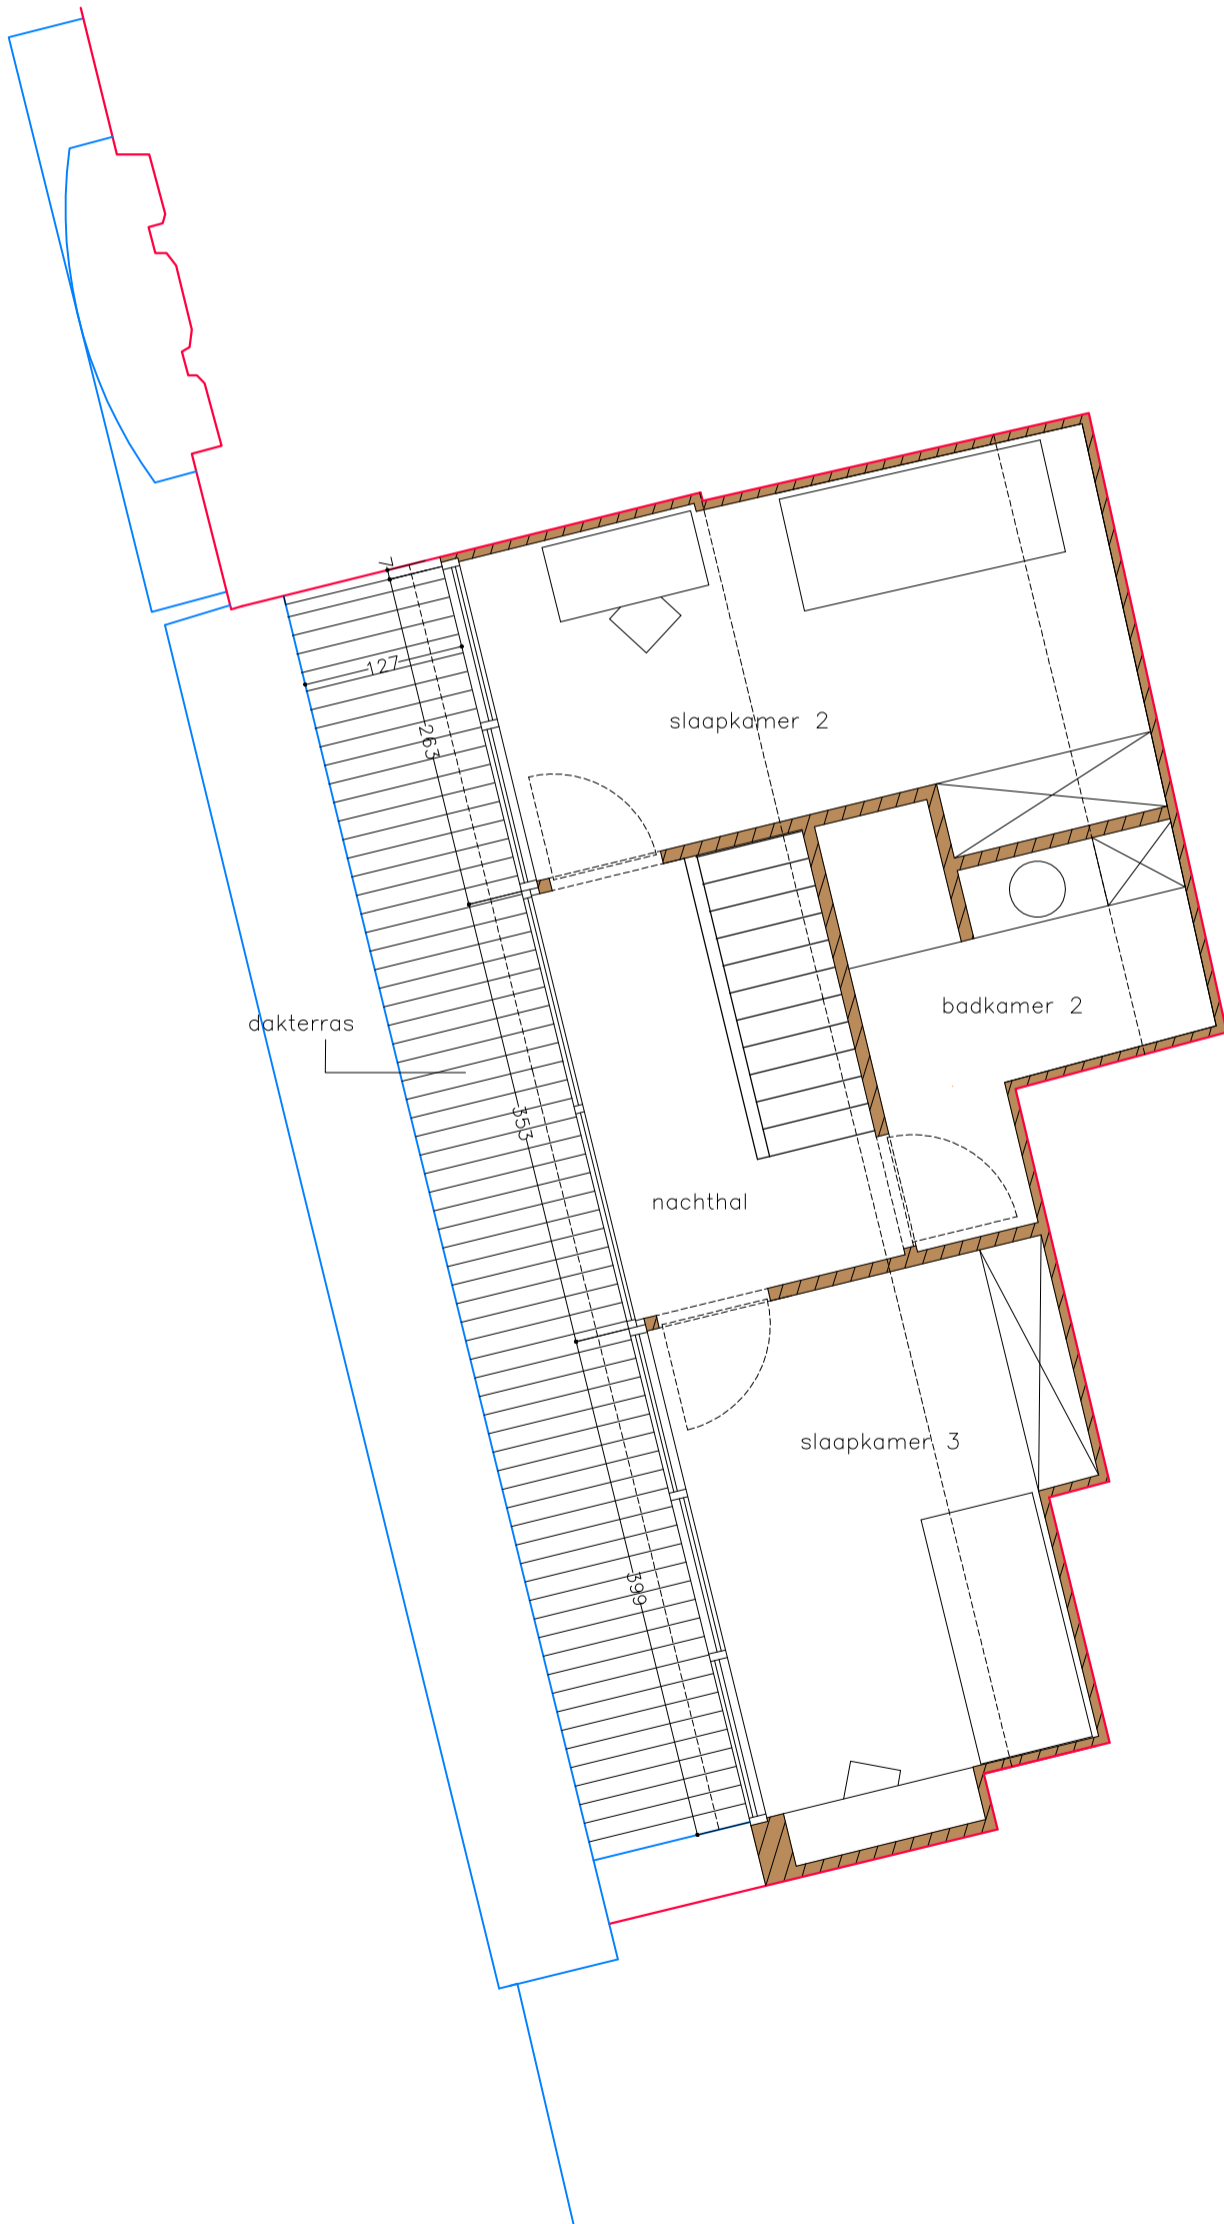 7
127
263
slaapkamer 2
badkamer 2
dakterras
353
nachthal
slaapkamer 3
399